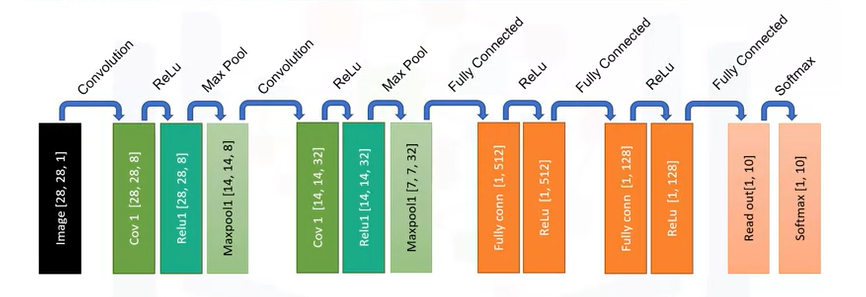 Convolution
ReLu
Max Pool
Convolution
ReLu
Max Pool
Fully Connected
ReLu
Fully Connected
ReLu
Fully Connected
Softmax
Image [28, 28, 1]
Cov 1 [28, 28, 8]
Relu1 [28, 28, 8]
Maxpool1 [14, 14, 8]
Cov 1 [14, 14, 32]
Relu1 [14, 14, 32]
Maxpool1 [7, 7, 32]
Fully conn [1, 512]
ReLu [1, 512]
Fully conn [1, 128]
ReLu [1, 128]
Read out[1, 10]
Softmax [1, 10]